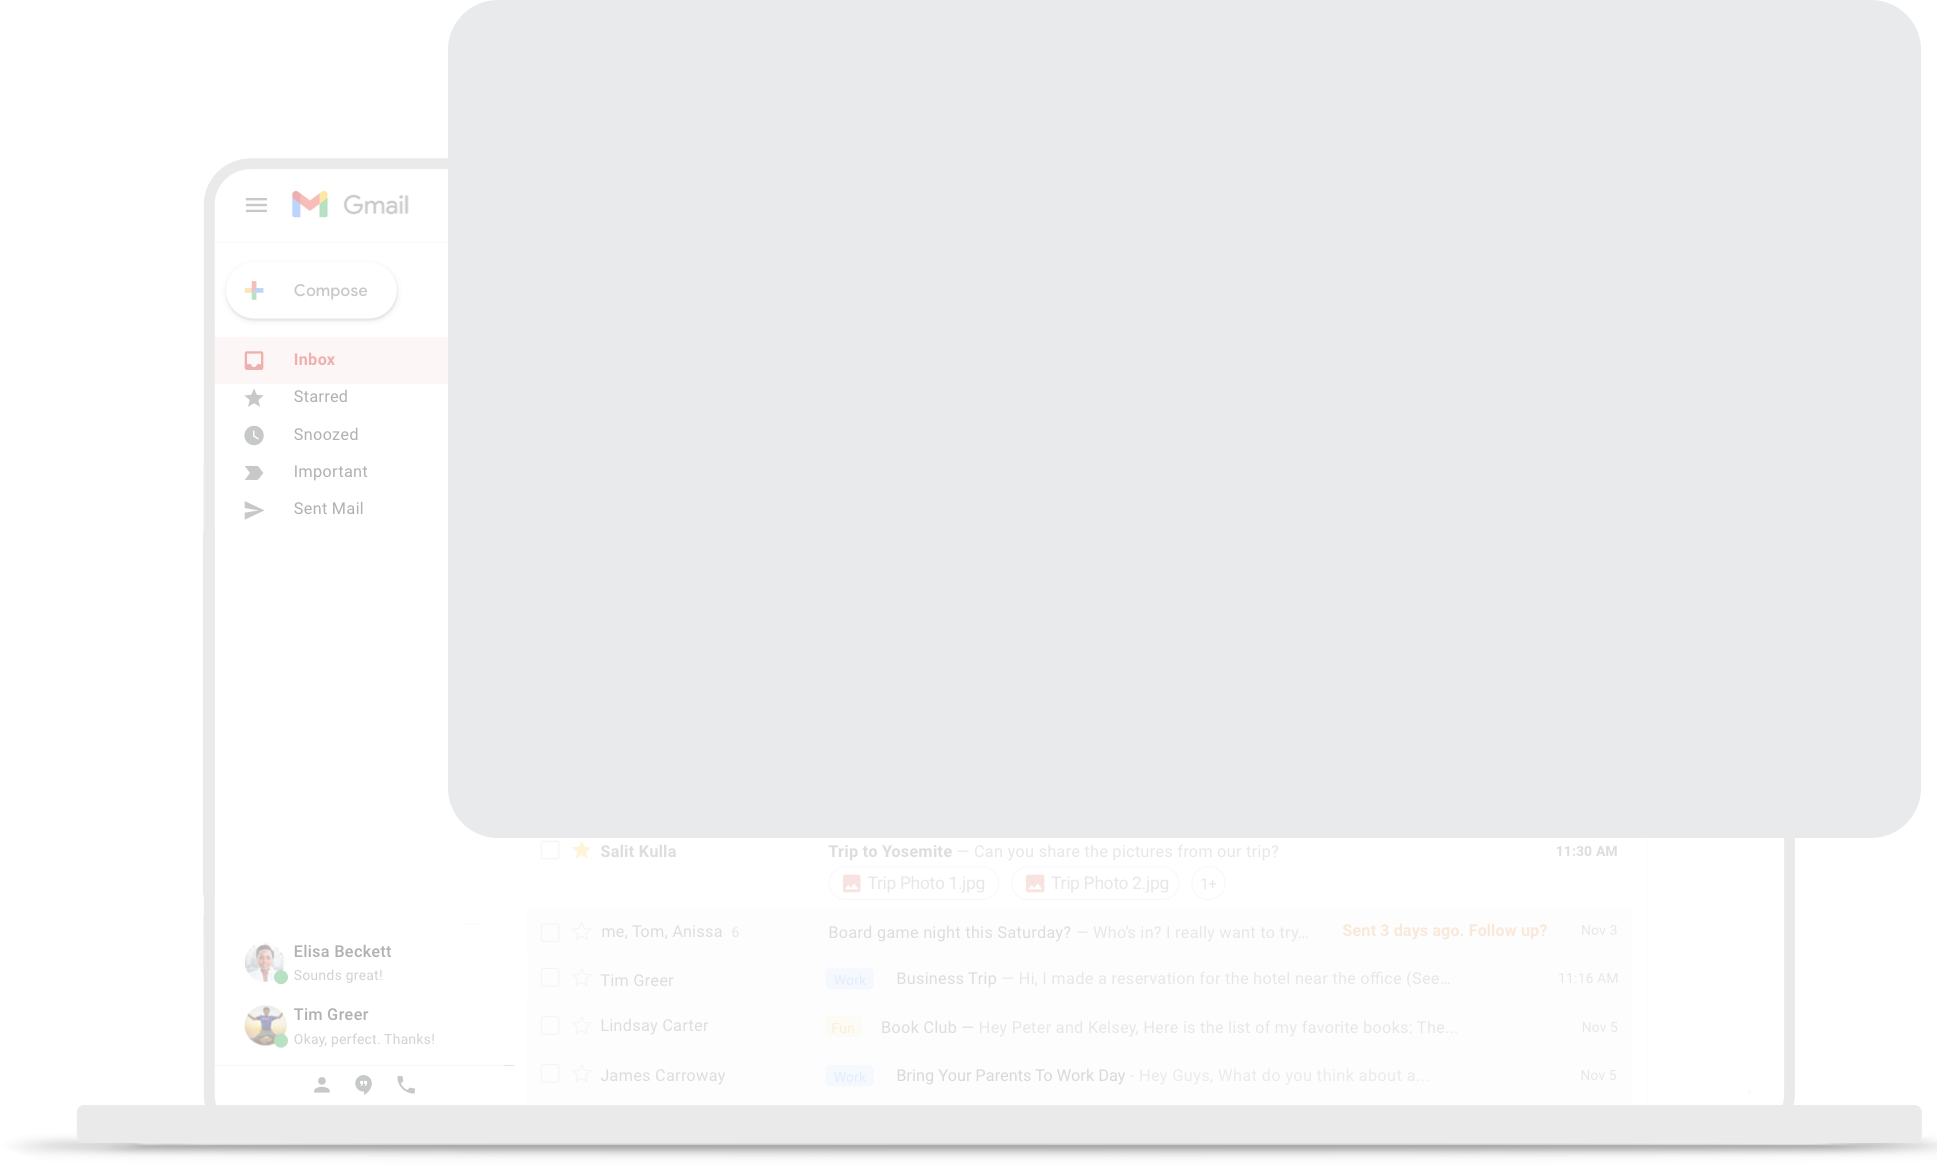 Gmail
Compose
Inbox
Starred
Snoozed
Important
Sent Mail
Salit Kulla Trip to Yosemite — Can you share the pictures from our trip? 11:30 AM
Trip Photo 1.jpg Trip Photo 2.jpg 1+
me, Tom, Anissa 6 Board game night this Saturday? — Who's in? I really want to try... Sent 3 days ago. Follow up? Nov 3
Tim Greer Work Business Trip — Hi, I made a reservation for the hotel near the office (See... 11:16 AM
Lindsay Carter Fun Book Club — Hey Peter and Kelsey, Here is the list of my favorite books: The... Nov 5
James Carroway Work Bring Your Parents To Work Day - Hey Guys, What do you think about a... Nov 5
Elisa Beckett
Sounds great!
Tim Greer
Okay, perfect. Thanks!